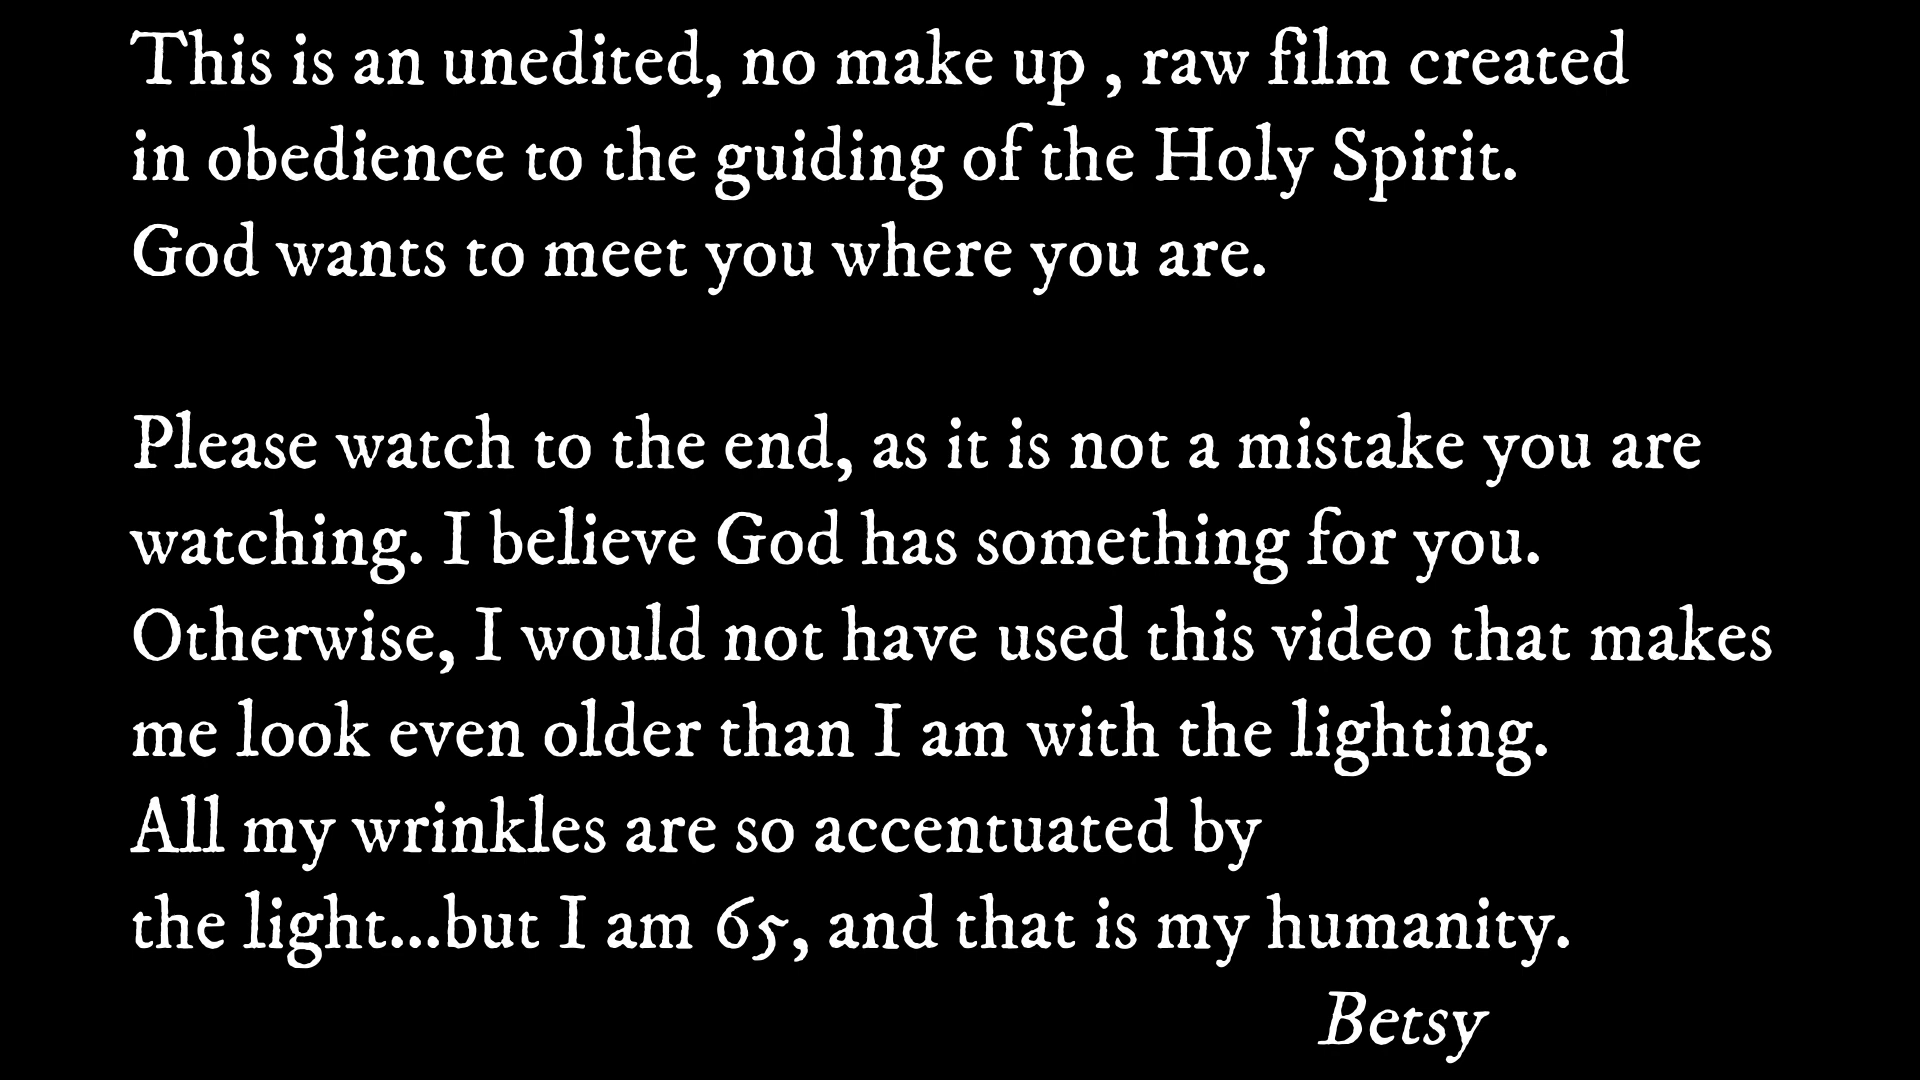 This is an unedited, no make up , raw film created
in obedience to the guiding of the Holy Spirit.
God wants to meet you where you are.
Please watch to the end, as it is not a mistake you are
watching. I believe God has something for you.
Otherwise, I would not have used this video that makes
me look even older than I am with the lighting.
All my wrinkles are so accentuated by
the light...but I am 65, and that is my humanity.
Betsy